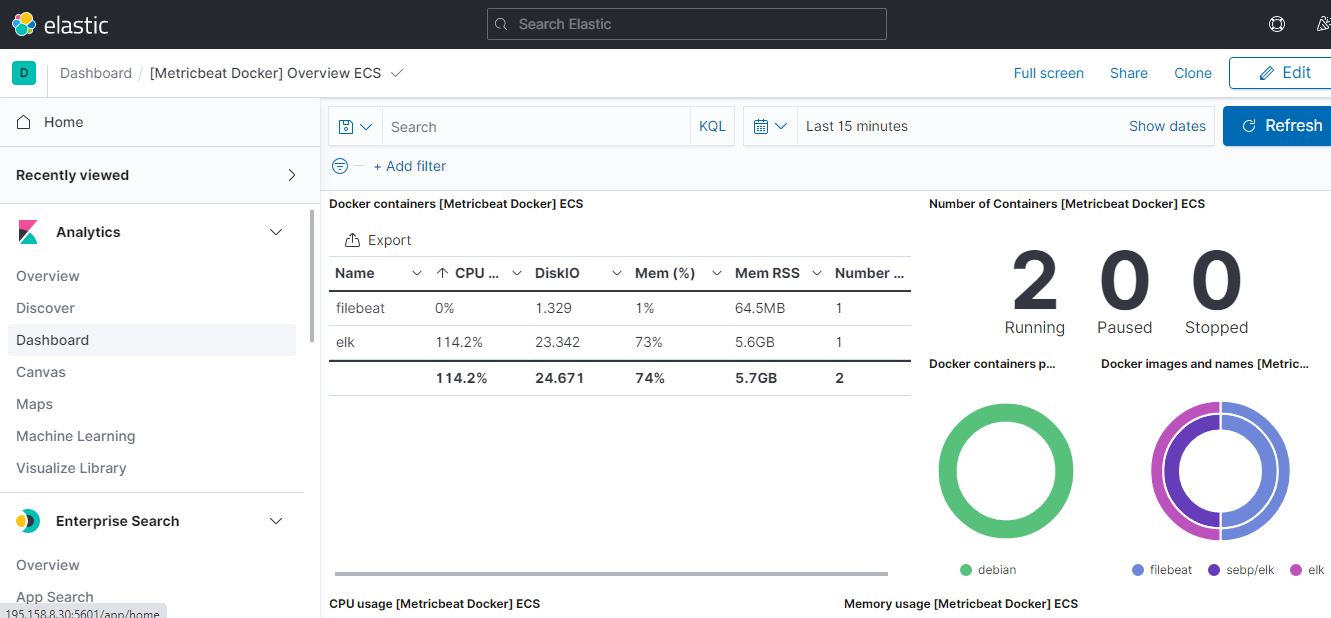 elastic
Search Elastic
D
Dashboard / [Metricbeat Docker] Overview ECS
Full screen
Share
Clone
Edit
Home
Recently viewed
Analytics
Overview
Discover
Dashboard
Canvas
Maps
Machine Learning
Visualize Library
Enterprise Search
Overview
App Search
195.158.8.30:5601/app/home
Search
KQL
Last 15 minutes
Show dates
Refresh
+ Add filter
Docker containers [Metricbeat Docker] ECS
Export
Name CPU ... DiskIO Mem (%) Mem RSS Number ...
filebeat 0% 1.329 1% 64.5MB 1
elk 114.2% 23.342 73% 5.6GB 1
114.2% 24.671 74% 5.7GB 2
Number of Containers [Metricbeat Docker] ECS
2 0 0
Running Paused Stopped
Docker containers p...
Docker images and names [Metric...
debian
filebeat sebp/elk elk
CPU usage [Metricbeat Docker] ECS
Memory usage [Metricbeat Docker] ECS